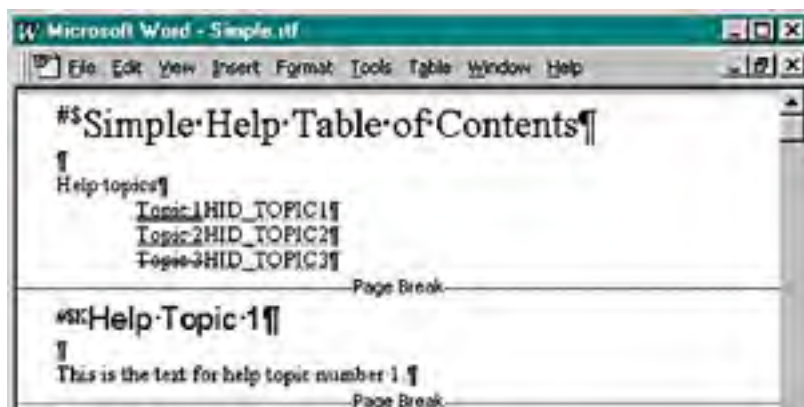 Microsoft Word - Simple.rtf
File Edit View Insert Format Tools Table Window Help
#$Simple·Help·Table·of·Contents¶
¶
Help·topics¶
Topic·1HID_TOPIC1¶
Topic·2HID_TOPIC2¶
Topic·3HID_TOPIC3¶
Page Break
#$KHelp·Topic·1¶
¶
This is the text for help topic number 1.¶
Page Break